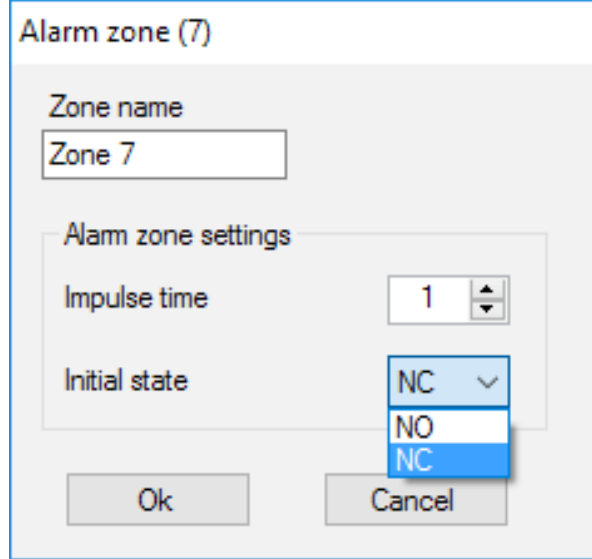 Alarm zone (7)
Zone name
Zone 7
Alarm zone settings
Impulse time 1
Initial state NC
NO
NC
Ok Cancel